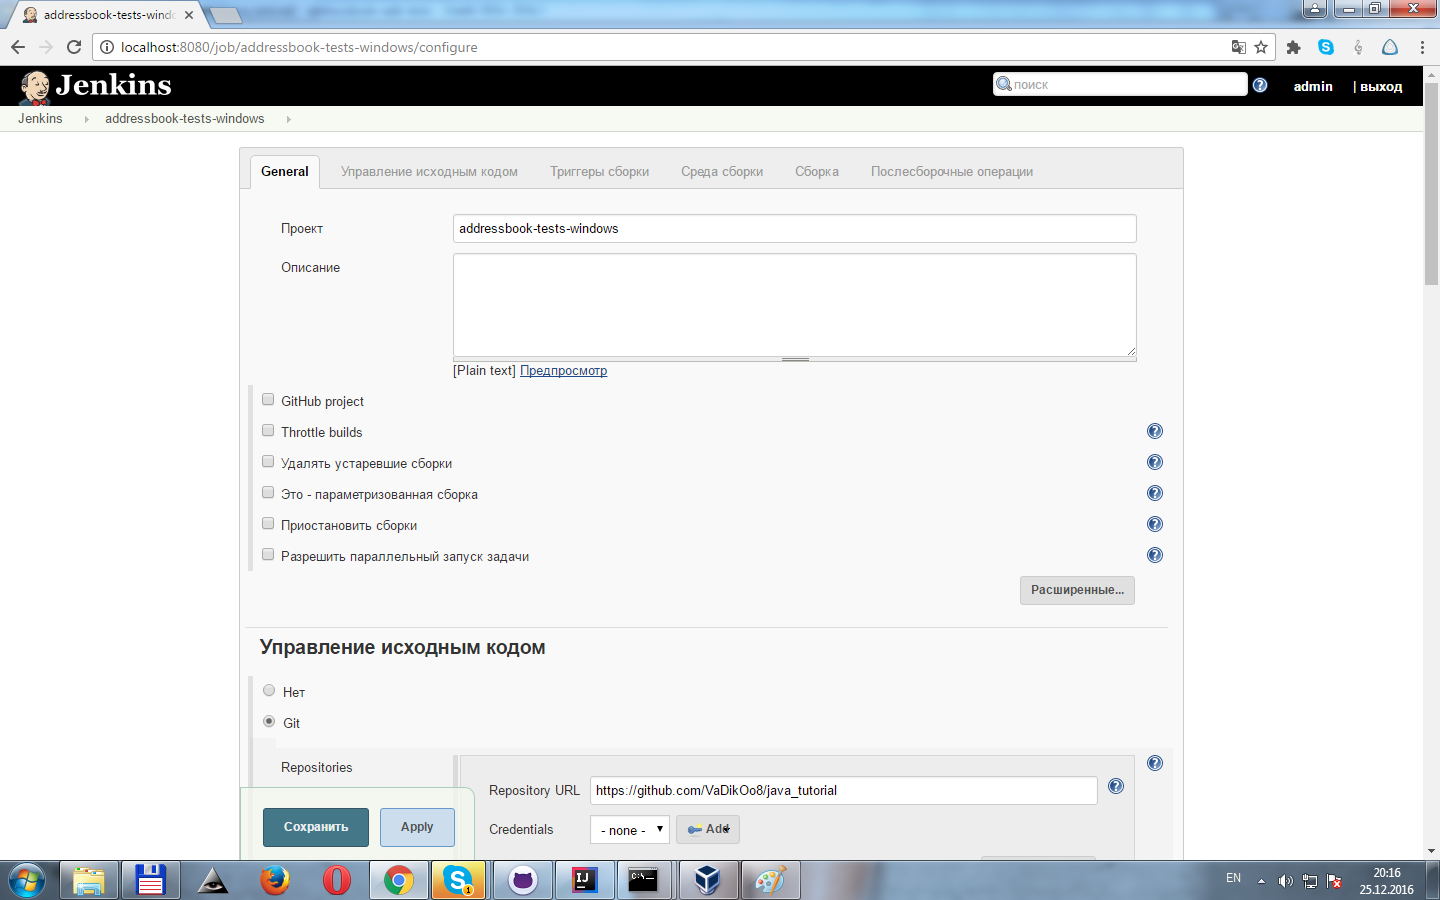 addressbook-tests-windo
localhost:8080/job/addressbook-tests-windows/configure
Jenkins
поиск
admin
| выход
Jenkins
addressbook-tests-windows
General
Управление исходным кодом
Триггеры сборки
Среда сборки
Сборка
Послесборочные операции
Проект
addressbook-tests-windows
Описание
[Plain text] Предпросмотр
GitHub project
Throttle builds
Удалять устаревшие сборки
Это - параметризованная сборка
Приостановить сборки
Разрешить параллельный запуск задачи
Расширенные...
Управление исходным кодом
Нет
Git
Repositories
Repository URL
https://github.com/VaDikOo8/java_tutorial
Credentials
- none -
Add
Сохранить
Apply
EN
20:16
25.12.2016